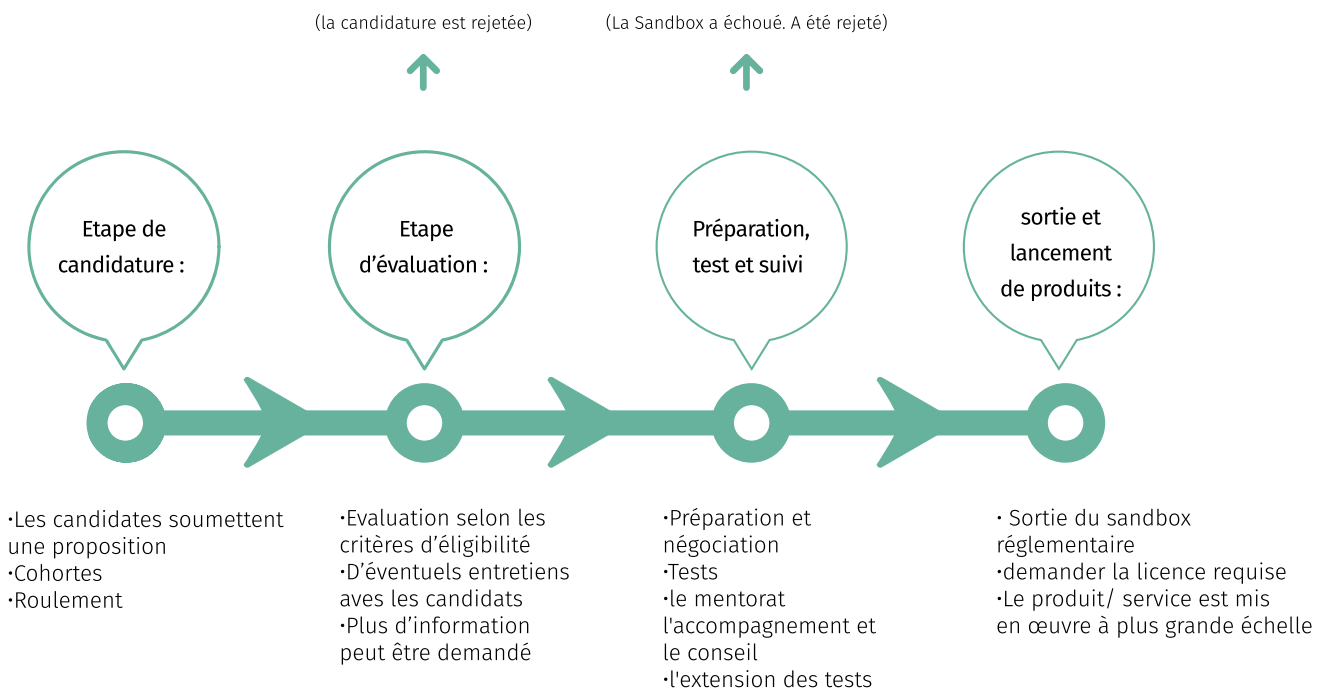 (la candidature est rejetée)
(La Sandbox a échoué. A été rejeté)
Etape de
candidature :
Etape
d’évaluation :
Préparation,
test et suivi
sortie et
lancement
de produits :
·Les candidates soumettent
une proposition
·Cohortes
·Roulement
·Evaluation selon les
critères d’éligibilité
·D’éventuels entretiens
aves les candidats
·Plus d’information
peut être demandé
·Préparation et
négociation
·Tests
·le mentorat
l'accompagnement et
le conseil
·l'extension des tests
· Sortie du sandbox
réglementaire
·demander la licence requise
·Le produit/ service est mis
en œuvre à plus grande échelle